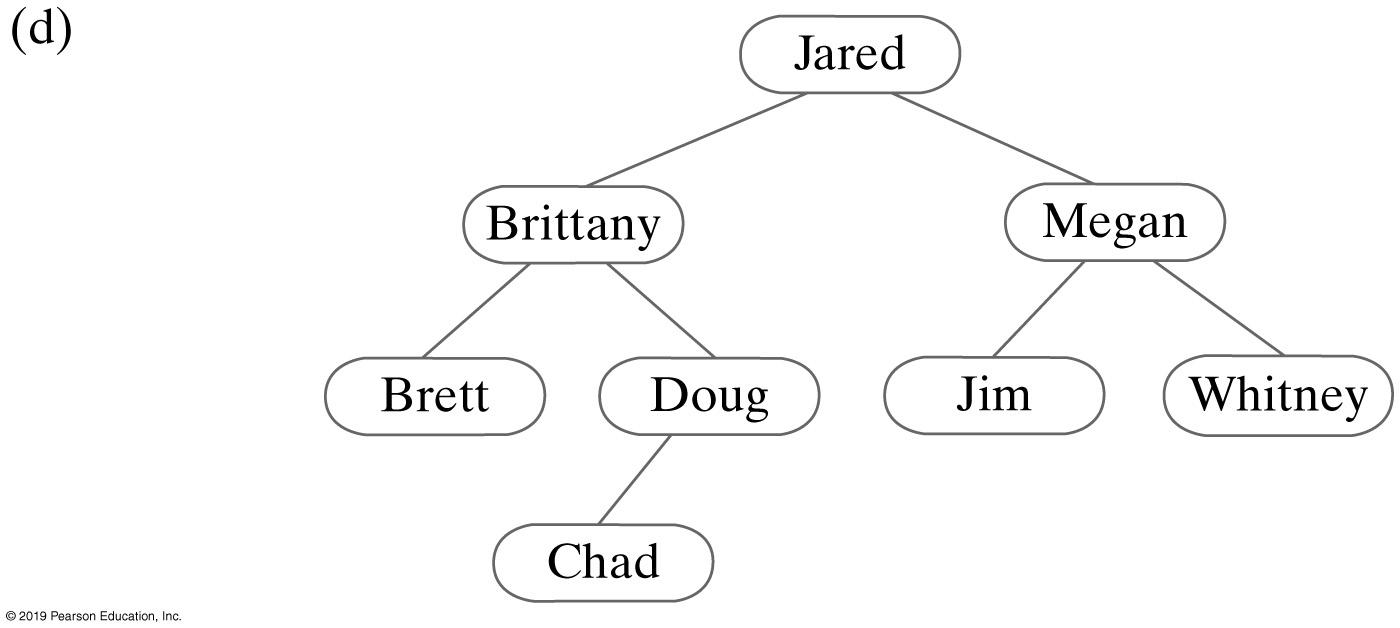 (d)
Jared
Brittany
Megan
Brett
Doug
Jim
Whitney
Chad
© 2019 Pearson Education, Inc.